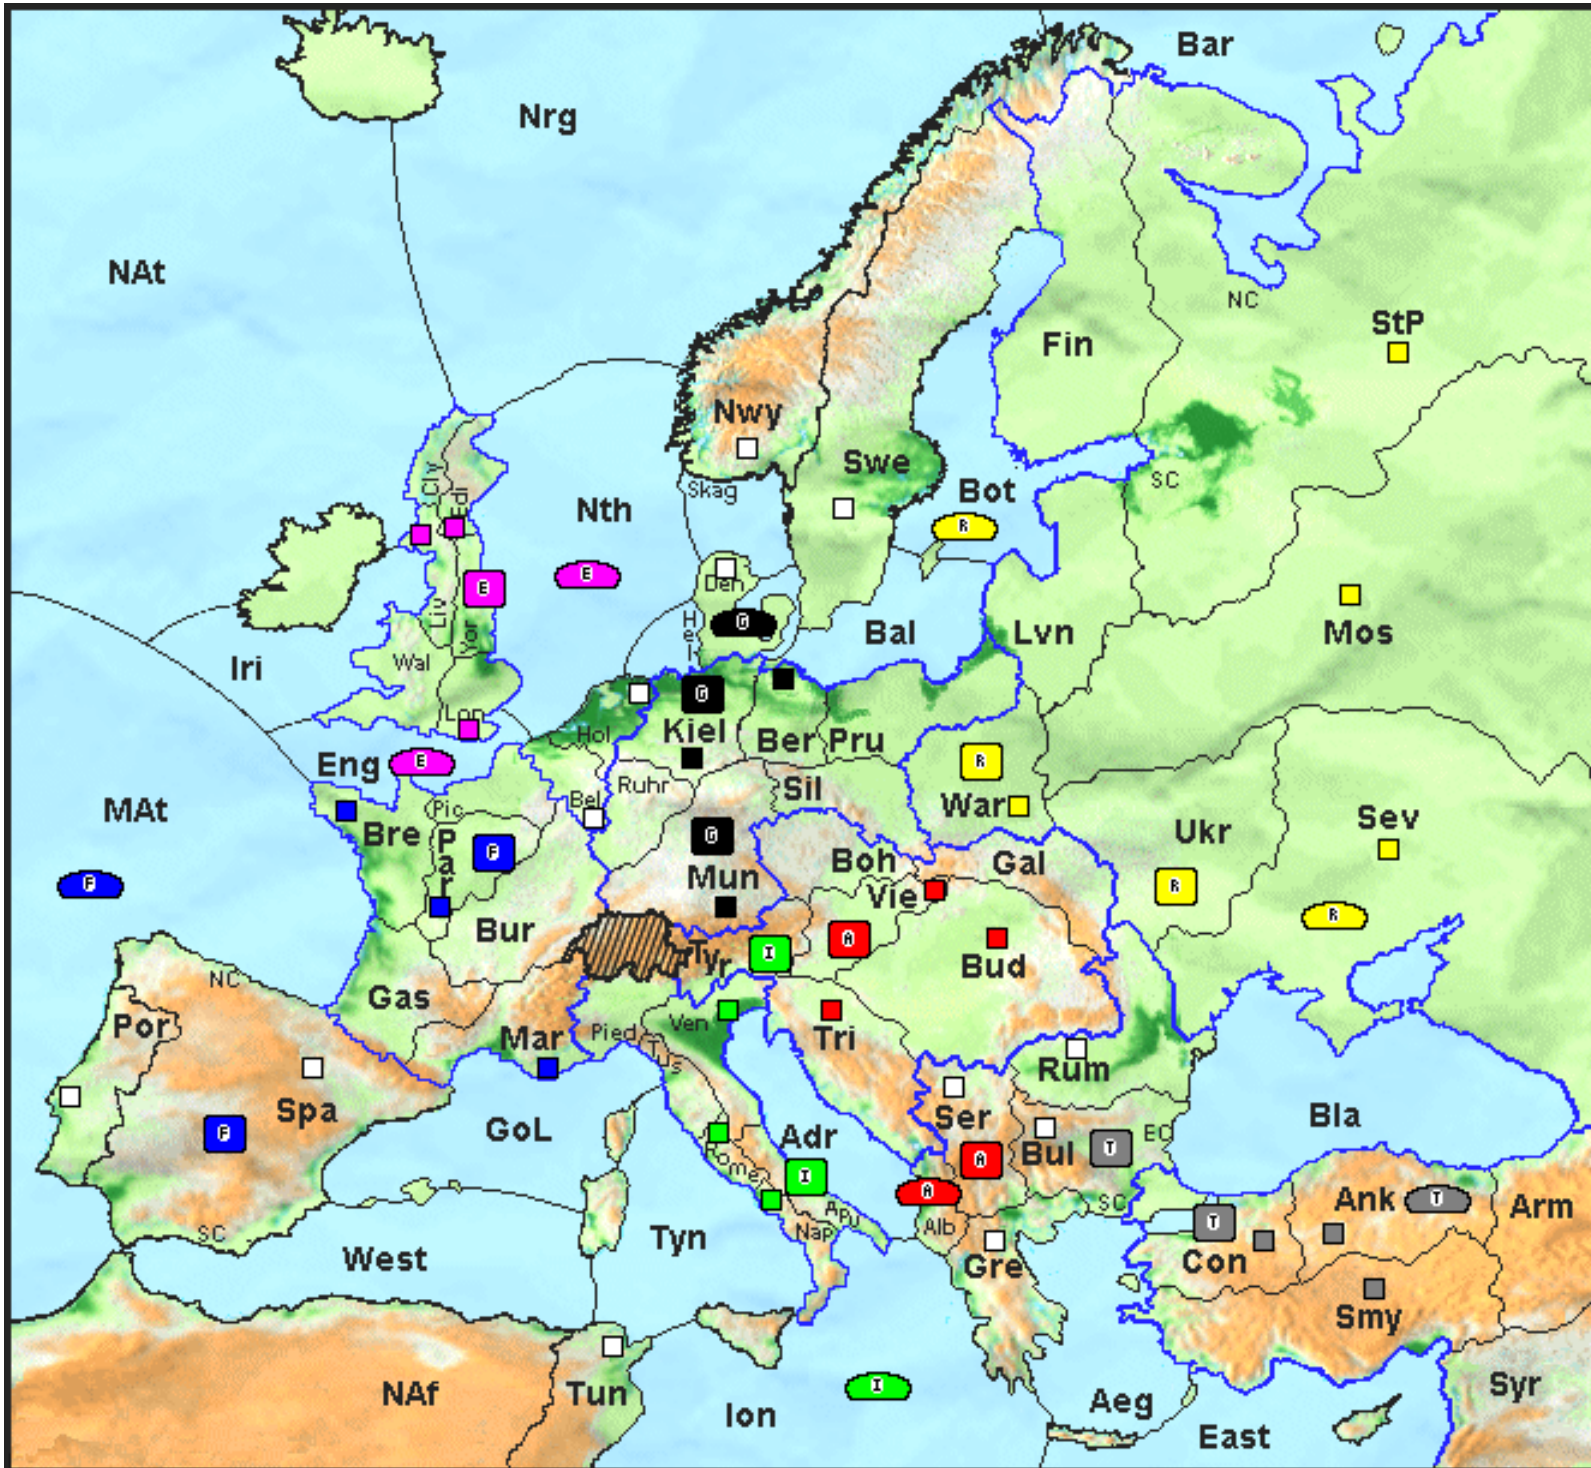 Bar
Nrg
NAt
NC
StP
Fin
Nwy
Swe
Cly
Edi
Skag
Bot
SC
Nth
R
E
E
Den
G
Hel
Liv
Yor
Bal
Lvn
Mos
Iri
Wal
G
Lon
Hol
Kiel
Ber
Pru
Eng
E
R
Ruhr
Sil
War
MAt
Pic
Bel
Bre
Par
F
G
Boh
Gal
Ukr
Sev
F
Mun
Vie
R
Bur
A
R
NC
Tyr
I
Bud
Gas
Por
Mar
Pied
Ven
Tri
Tus
Rum
Spa
GoL
Ser
Bla
F
Adr
Bul
EC
T
Rome
I
A
A
SC
Ank
T
Arm
Apu
Nap
Alb
T
SC
West
Tyn
Gre
Con
Smy
NAf
Tun
I
Ion
Aeg
Syr
East